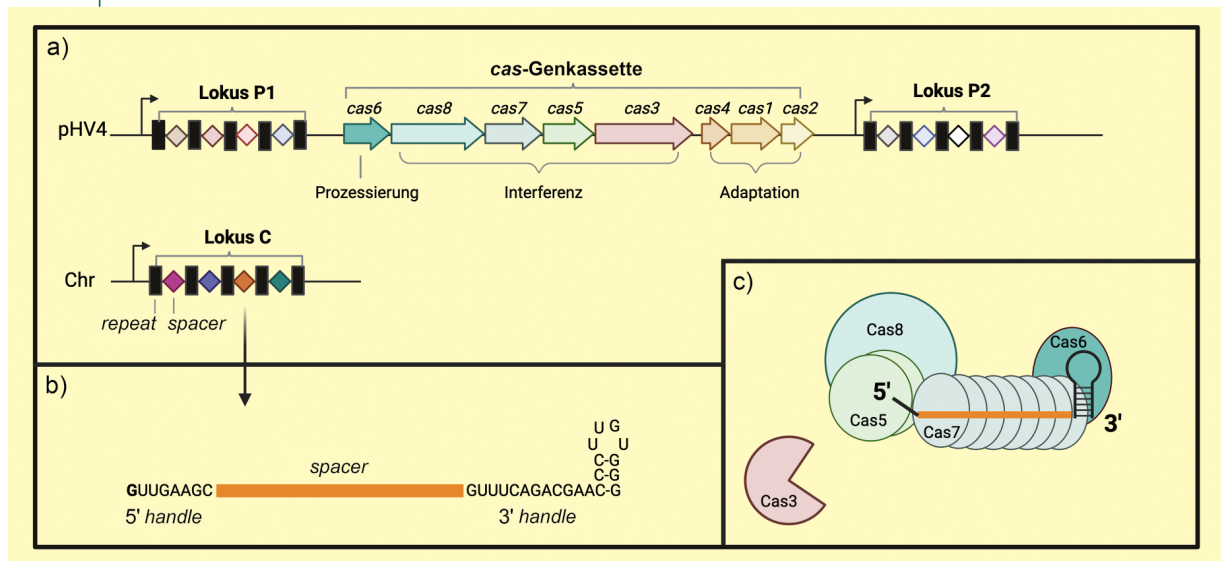 a)
cas-Genkassette
Lokus P1
cas6 cas8 cas7 cas5 cas3 cas4 cas1 cas2
Lokus P2
pHV4
Prozessierung Interferenz Adaptation
Lokus C
Chr
repeat spacer
b)
U G
U U
C-G
C-G
spacer
GUUGAAGC GUUUCAGACGAAC-G
5' handle 3' handle
c)
Cas8
Cas6
5'
Cas5
Cas7
3'
Cas3